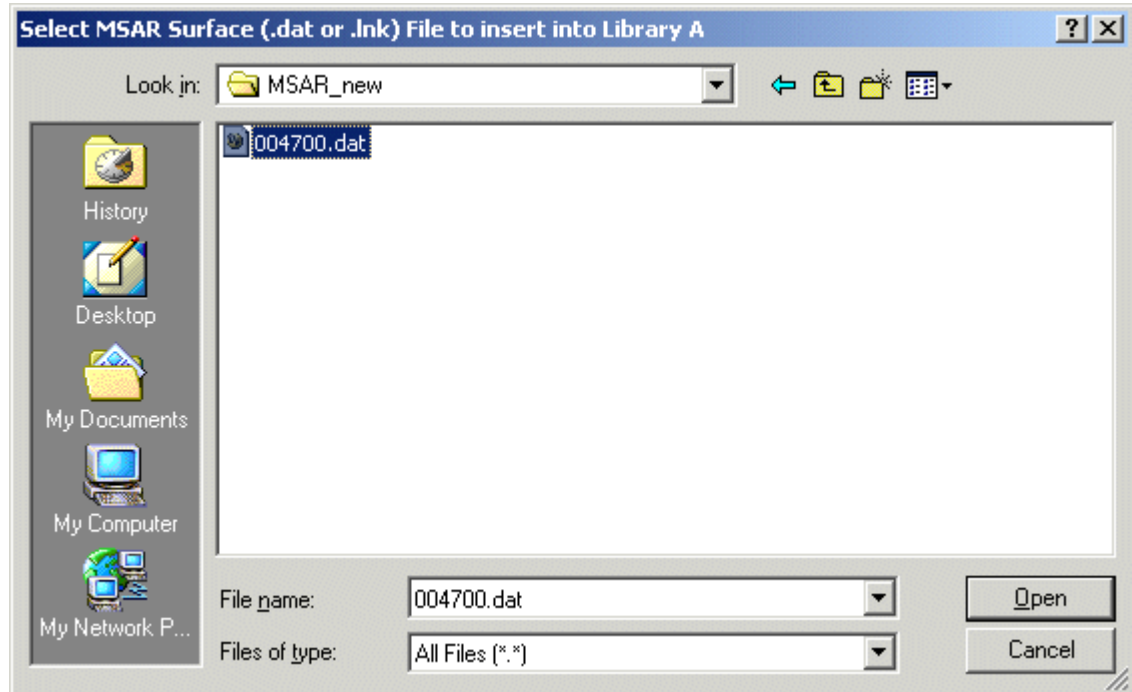 Select MSAR Surface (.dat or .lnk) File to insert into Library A
Look in: MSAR_new
004700.dat
History
Desktop
My Documents
My Computer
My Network P...
File name: 004700.dat
Open
Files of type: All Files (*.*)
Cancel